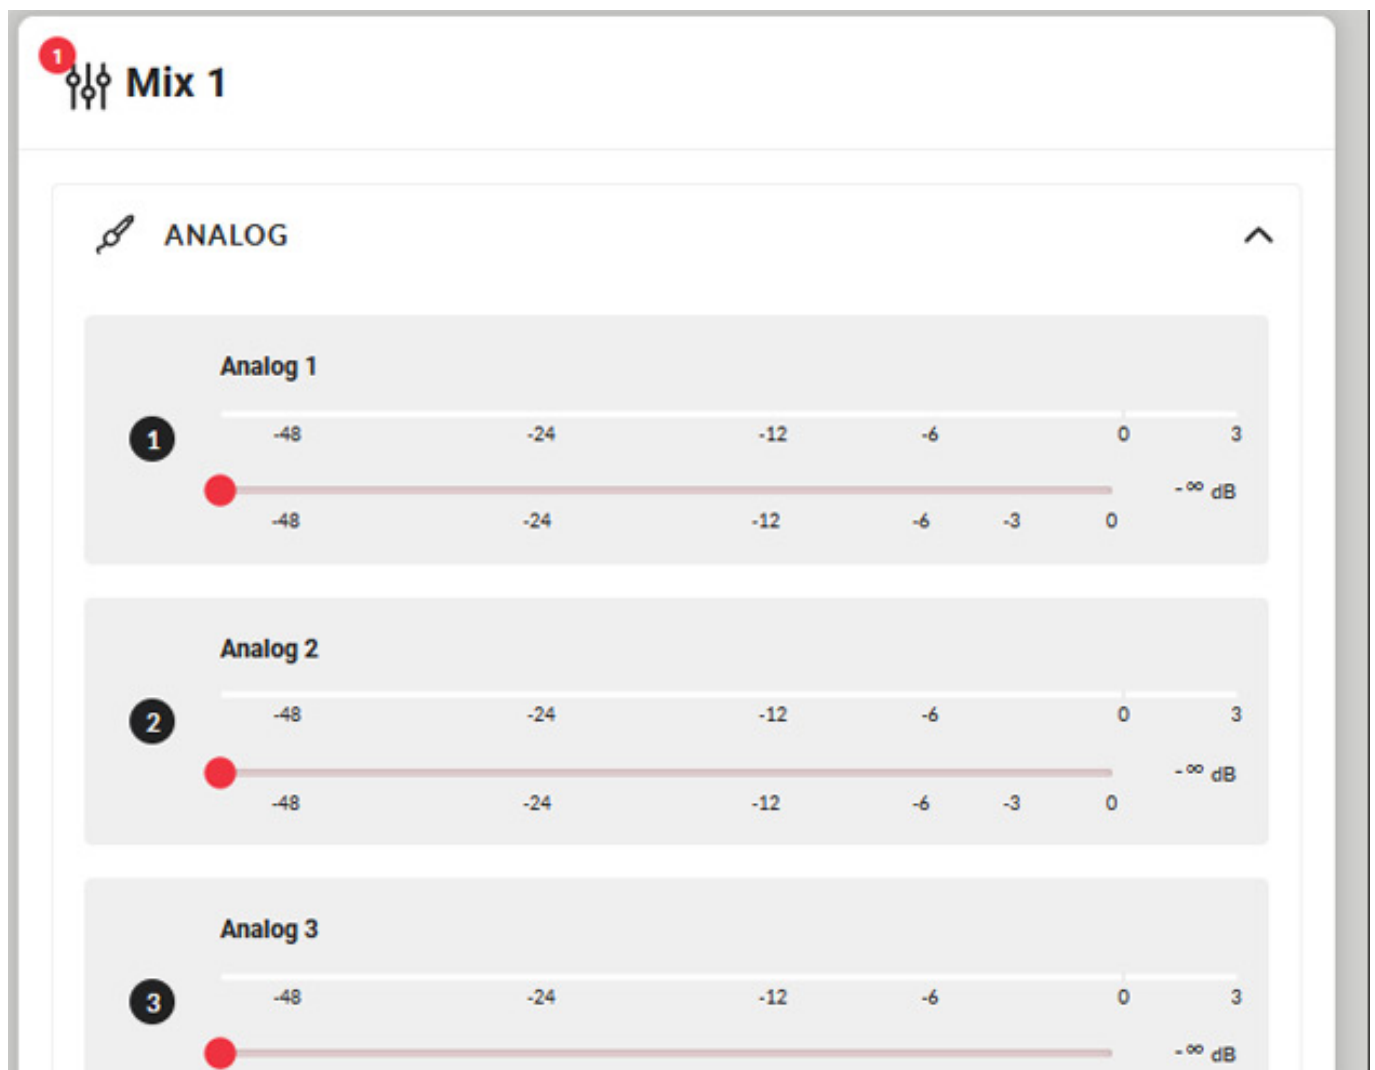 1
Mix 1
ANALOG
Analog 1
1
-48 -24 -12 -6 0 3
-∞ dB
-48 -24 -12 -6 -3 0
Analog 2
2
-48 -24 -12 -6 0 3
-∞ dB
-48 -24 -12 -6 -3 0
Analog 3
3
-48 -24 -12 -6 0 3
-∞ dB